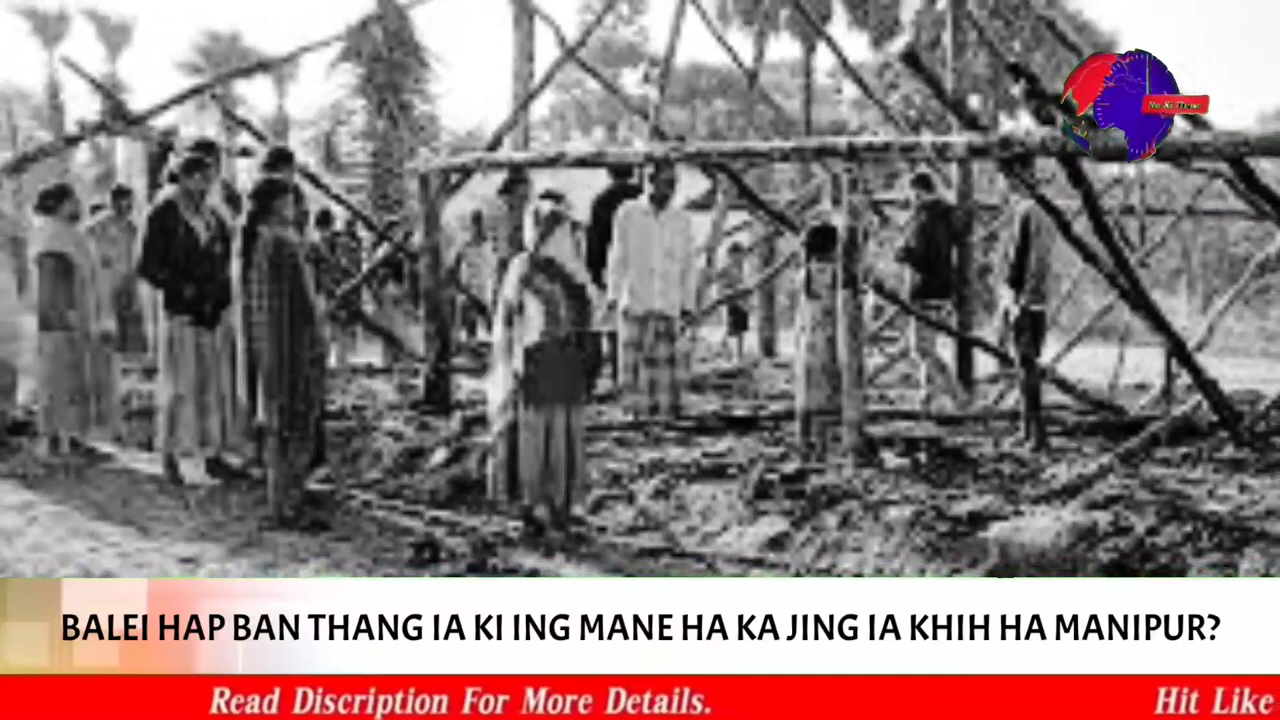 BALEI HAP BAN THANG IA KI ING MANE HA KA JING IA KHIH HA MANIPUR?
Read Discription For More Details.
Hit Like